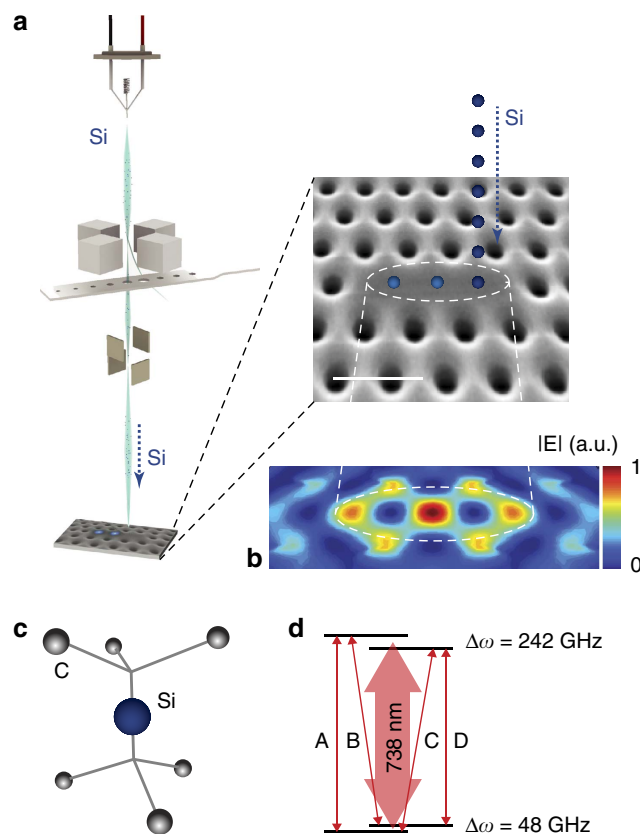 a
Si
Si
Si
|E| (a.u.)
1
0
b
c
C
Si
d
Δω = 242 GHz
A
B
738 nm
C
D
Δω = 48 GHz